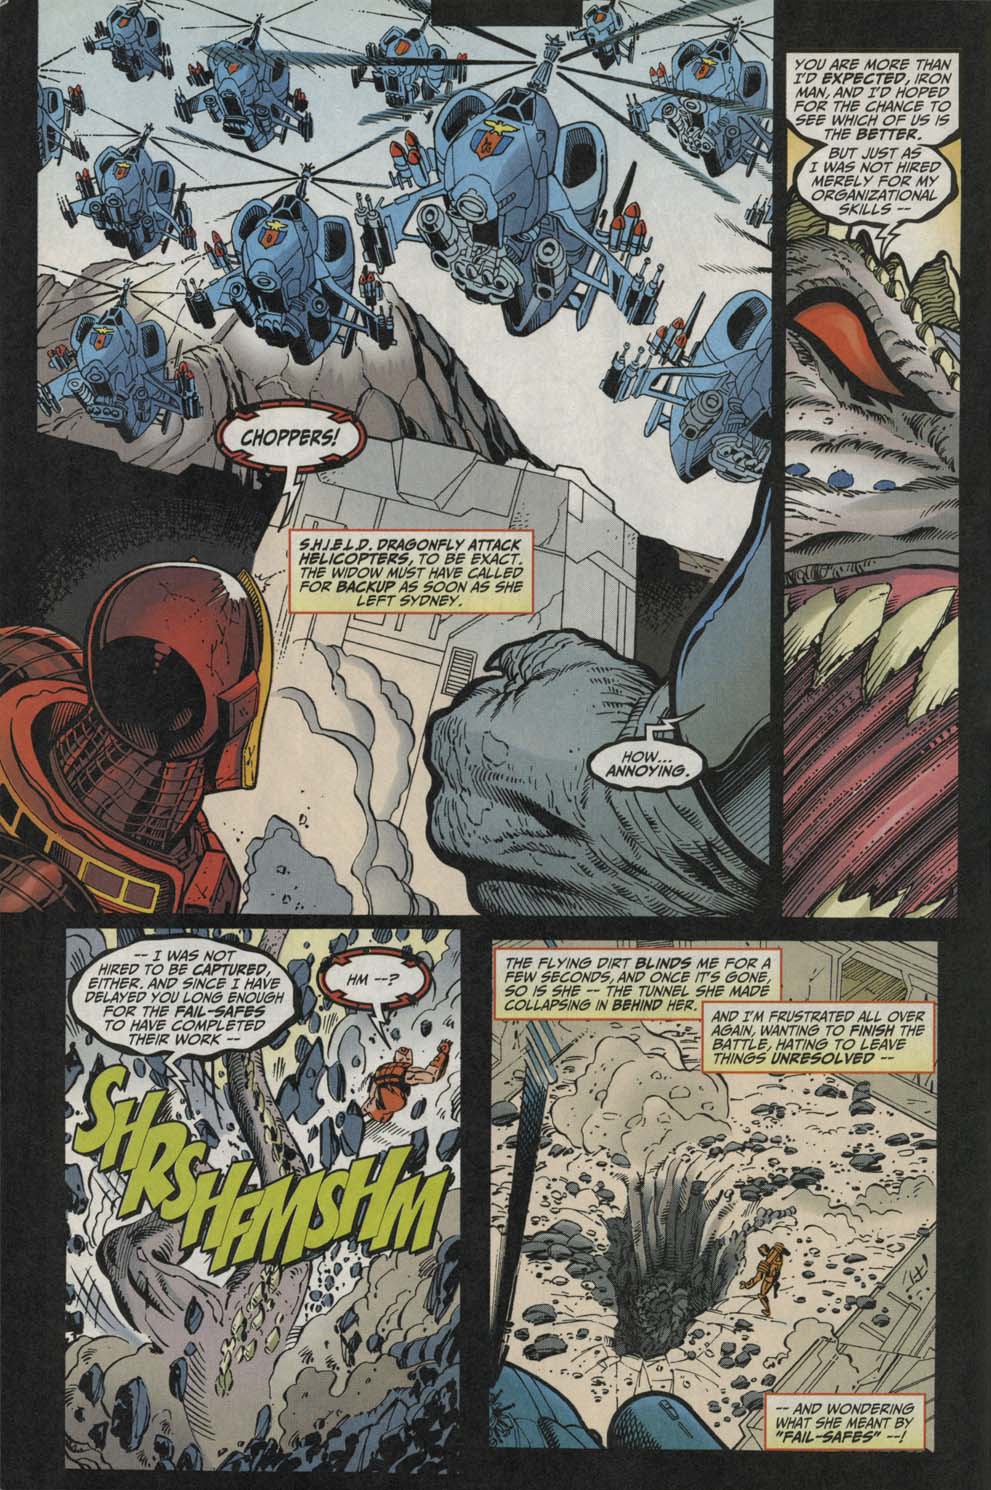 CHOPPERS!
S.H.I.E.L.D. DRAGONFLY ATTACK
HELICOPTERS, TO BE EXACT.
THE WIDOW MUST HAVE CALLED
FOR BACKUP AS SOON AS SHE
LEFT SYDNEY.
HOW...
ANNOYING.
YOU ARE MORE THAN
I'D EXPECTED, IRON
MAN, AND I'D HOPED
FOR THE CHANCE TO
SEE WHICH OF US IS
THE BETTER.
BUT JUST AS
I WAS NOT HIRED
MERELY FOR MY
ORGANIZATIONAL
SKILLS --
-- I WAS NOT
HIRED TO BE CAPTURED,
EITHER. AND SINCE I HAVE
DELAYED YOU LONG ENOUGH
FOR THE FAIL-SAFES
TO HAVE COMPLETED
THEIR WORK --
HM --?
SHRSHFMSHM
THE FLYING DIRT BLINDS ME FOR A
FEW SECONDS, AND ONCE IT'S GONE,
SO IS SHE -- THE TUNNEL SHE MADE
COLLAPSING IN BEHIND HER.
AND I'M FRUSTRATED ALL OVER
AGAIN, WANTING TO FINISH THE
BATTLE, HATING TO LEAVE
THINGS UNRESOLVED --
-- AND WONDERING
WHAT SHE MEANT BY
"FAIL-SAFES" --!